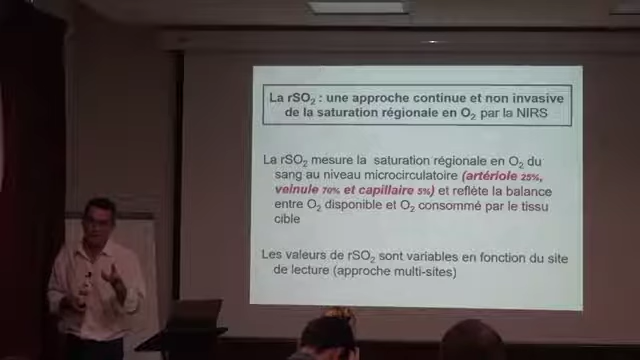 La rSO₂ : une approche continue et non invasive
de la saturation régionale en O₂ par la NIRS
La rSO₂ mesure la saturation régionale en O₂ du
sang au niveau microcirculatoire (artériole 25%,
veinule 70% et capillaire 5%) et reflète la balance
entre O₂ disponible et O₂ consommé par le tissu
cible
Les valeurs de rSO₂ sont variables en fonction du site
de lecture (approche multi-sites)